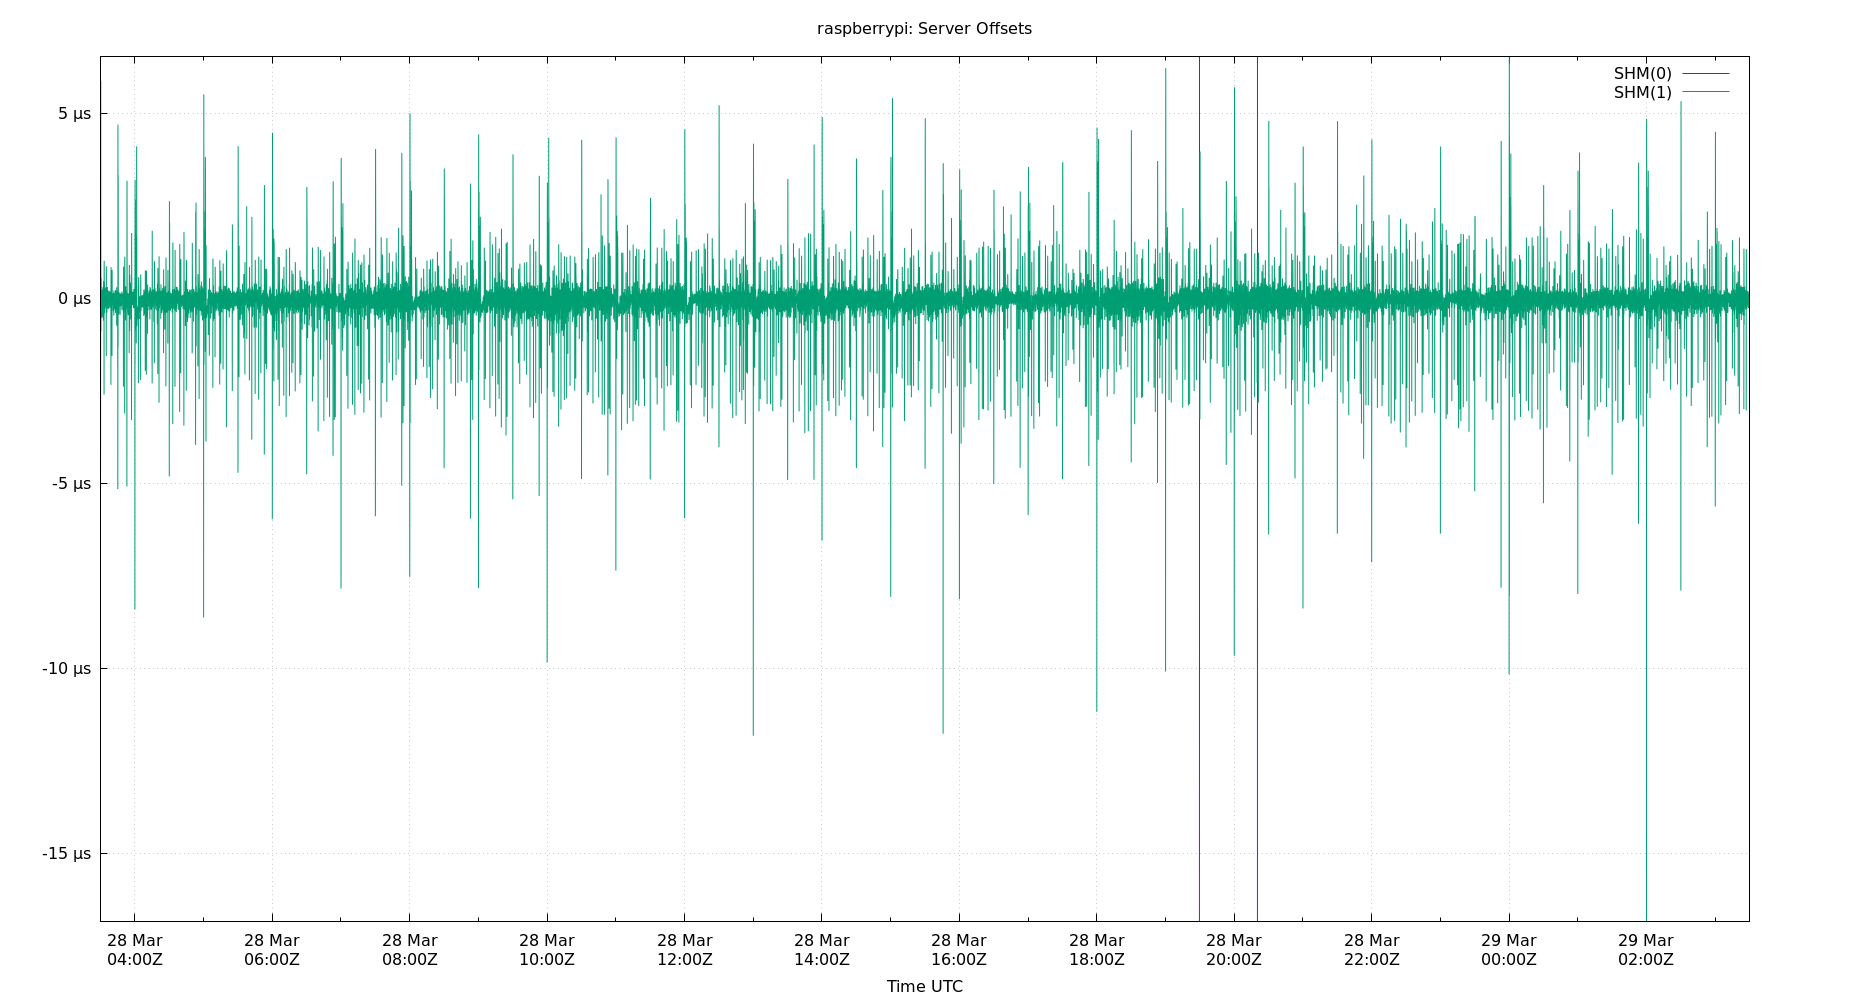 raspberrypi: Server Offsets
SHM(0)
SHM(1)
5 µs
0 µs
-5 µs
-10 µs
-15 µs
28 Mar 28 Mar 28 Mar 28 Mar 28 Mar 28 Mar 28 Mar 28 Mar 28 Mar 28 Mar 29 Mar 29 Mar
04:00Z 06:00Z 08:00Z 10:00Z 12:00Z 14:00Z 16:00Z 18:00Z 20:00Z 22:00Z 00:00Z 02:00Z
Time UTC